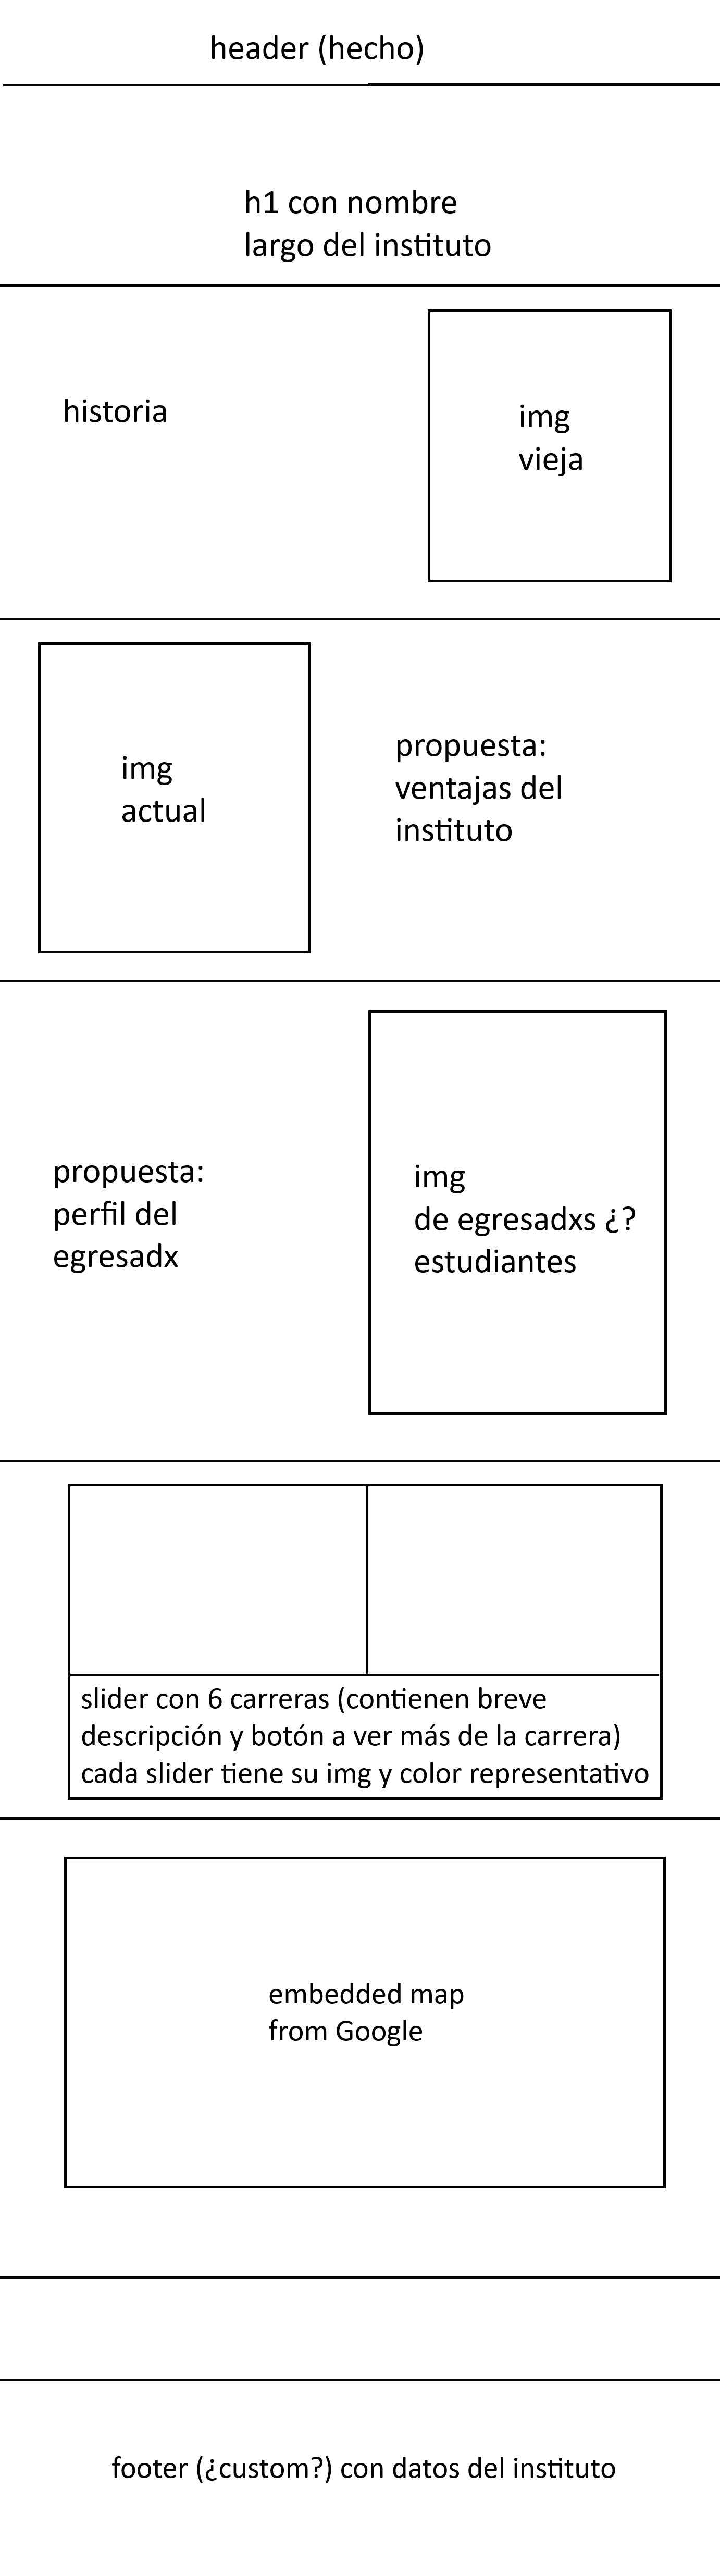 header (hecho)
h1 con nombre
largo del instituto
historia
img
vieja
img
actual
propuesta:
ventajas del
instituto
propuesta:
perfil del
egresadx
img
de egresadxs ¿?
estudiantes
slider con 6 carreras (contienen breve
descripción y botón a ver más de la carrera)
cada slider tiene su img y color representativo
embedded map
from Google
footer (¿custom?) con datos del instituto